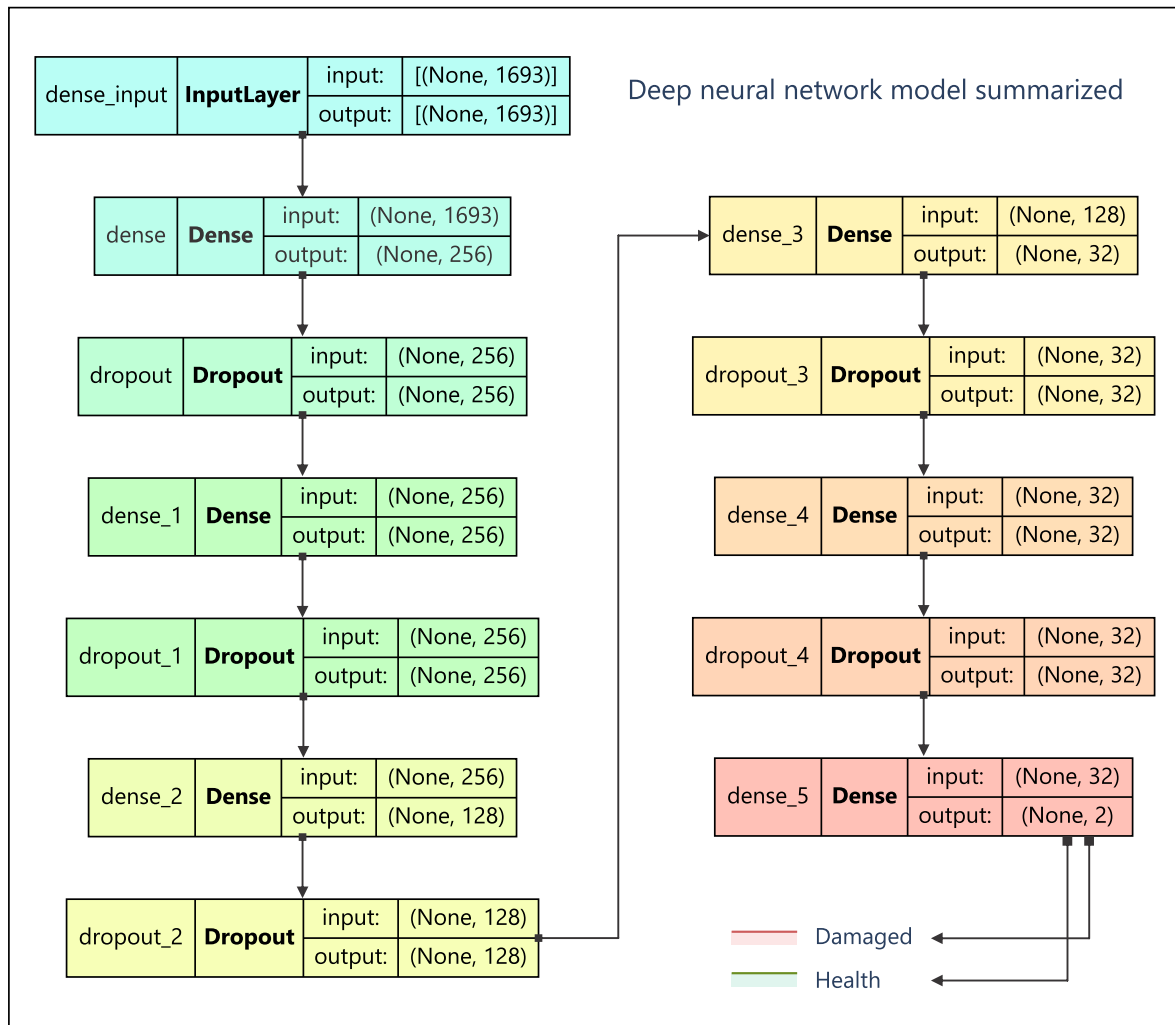 Deep neural network model summarized
dense_input InputLayer input: [(None, 1693)]
output: [(None, 1693)]
dense Dense input: (None, 1693)
output: (None, 256)
dropout Dropout input: (None, 256)
output: (None, 256)
dense_1 Dense input: (None, 256)
output: (None, 256)
dropout_1 Dropout input: (None, 256)
output: (None, 256)
dense_2 Dense input: (None, 256)
output: (None, 128)
dropout_2 Dropout input: (None, 128)
output: (None, 128)
dense_3 Dense input: (None, 128)
output: (None, 32)
dropout_3 Dropout input: (None, 32)
output: (None, 32)
dense_4 Dense input: (None, 32)
output: (None, 32)
dropout_4 Dropout input: (None, 32)
output: (None, 32)
dense_5 Dense input: (None, 32)
output: (None, 2)
Damaged
Health